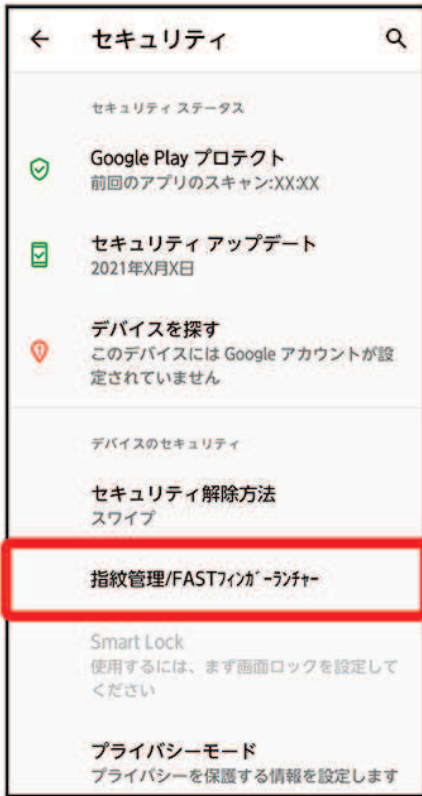 セキュリティ
セキュリティ ステータス
Google Play プロテクト
前回のアプリのスキャン:XX:XX
セキュリティ アップデート
2021年X月X日
デバイスを探す
このデバイスには Google アカウントが設
定されていません
デバイスのセキュリティ
セキュリティ解除方法
スワイプ
指紋管理/FASTﾌｨﾝｶﾞｰﾗﾝﾁｬｰ
Smart Lock
使用するには、まず画面ロックを設定して
ください
プライバシーモード
プライバシーを保護する情報を設定します